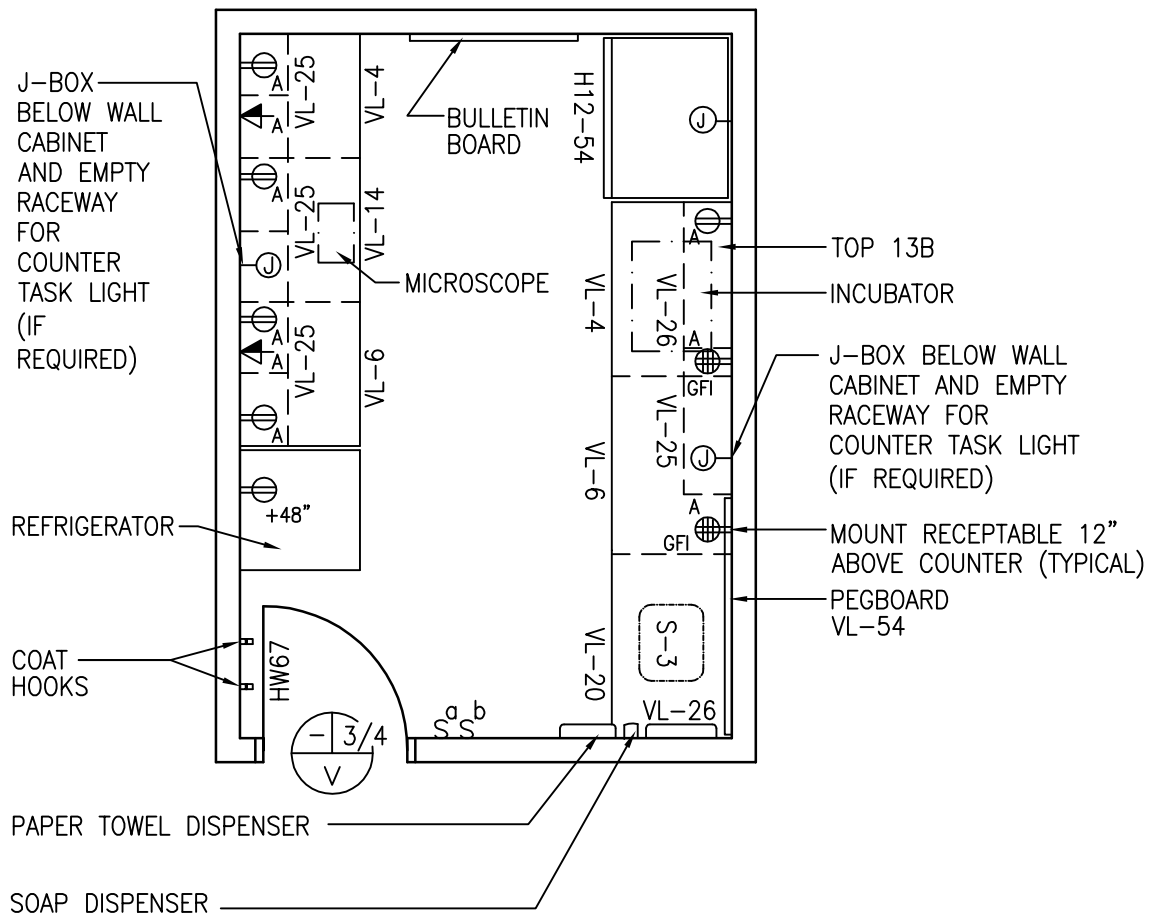 J-BOX
BELOW WALL
CABINET
AND EMPTY
RACEWAY
FOR
COUNTER
TASK LIGHT
(IF
REQUIRED)
REFRIGERATOR
COAT
HOOKS
PAPER TOWEL DISPENSER
SOAP DISPENSER
A
A
A
J
A
A
A
+48"
VL-25
VL-25
VL-25
VL-4
VL-14
VL-6
HW67
- 3/4
V
BULLETIN
BOARD
MICROSCOPE
a b
S S
H12-54
J
A
VL-4
VL-26
A
GFI
VL-6
VL-25
J
A
GFI
VL-20
S-3
VL-26
TOP 13B
INCUBATOR
J-BOX BELOW WALL
CABINET AND EMPTY
RACEWAY FOR
COUNTER TASK LIGHT
(IF REQUIRED)
MOUNT RECEPTABLE 12"
ABOVE COUNTER (TYPICAL)
PEGBOARD
VL-54